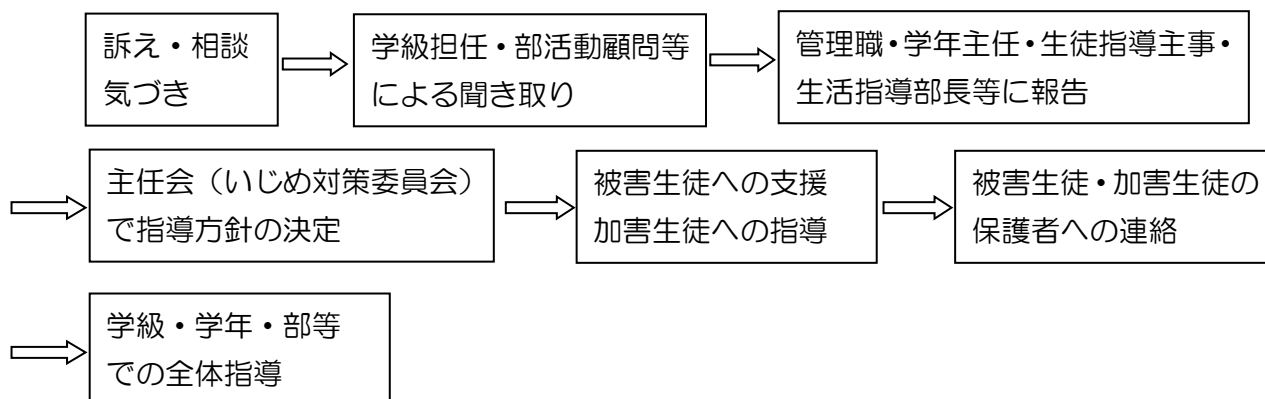 訴え・相談
気づき
学級担任・部活動顧問等
による聞き取り
管理職・学年主任・生徒指導主事・
生活指導部長等に報告
主任会(いじめ対策委員会)
で指導方針の決定
被害生徒への支援
加害生徒への指導
被害生徒・加害生徒の
保護者への連絡
学級・学年・部等
での全体指導